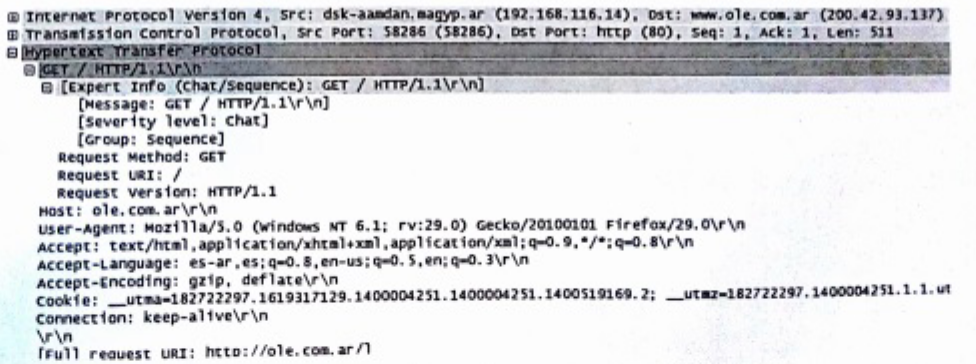 Internet Protocol Version 4, Src: dsk-aamdan.magyp.ar (192.168.116.14), Dst: www.ole.com.ar (200.42.93.137)
Transmission Control Protocol, Src Port: 58286 (58286), Dst Port: http (80), Seq: 1, Ack: 1, Len: 511
Hypertext Transfer Protocol
GET / HTTP/1.1\r\n
[Expert Info (Chat/Sequence): GET / HTTP/1.1\r\n]
[Message: GET / HTTP/1.1\r\n]
[Severity level: Chat]
[Group: Sequence]
Request Method: GET
Request URI: /
Request Version: HTTP/1.1
Host: ole.com.ar\r\n
User-Agent: Mozilla/5.0 (Windows NT 6.1; rv:29.0) Gecko/20100101 Firefox/29.0\r\n
Accept: text/html,application/xhtml+xml,application/xml;q=0.9,*/*;q=0.8\r\n
Accept-Language: es-ar,es;q=0.8,en-us;q=0.5,en;q=0.3\r\n
Accept-Encoding: gzip, deflate\r\n
Cookie: __utma=182722297.1619317129.1400004251.1400004251.1400519169.2; __utmz=182722297.1400004251.1.1.ut
Connection: keep-alive\r\n
\r\n
[Full request URI: http://ole.com.ar/]